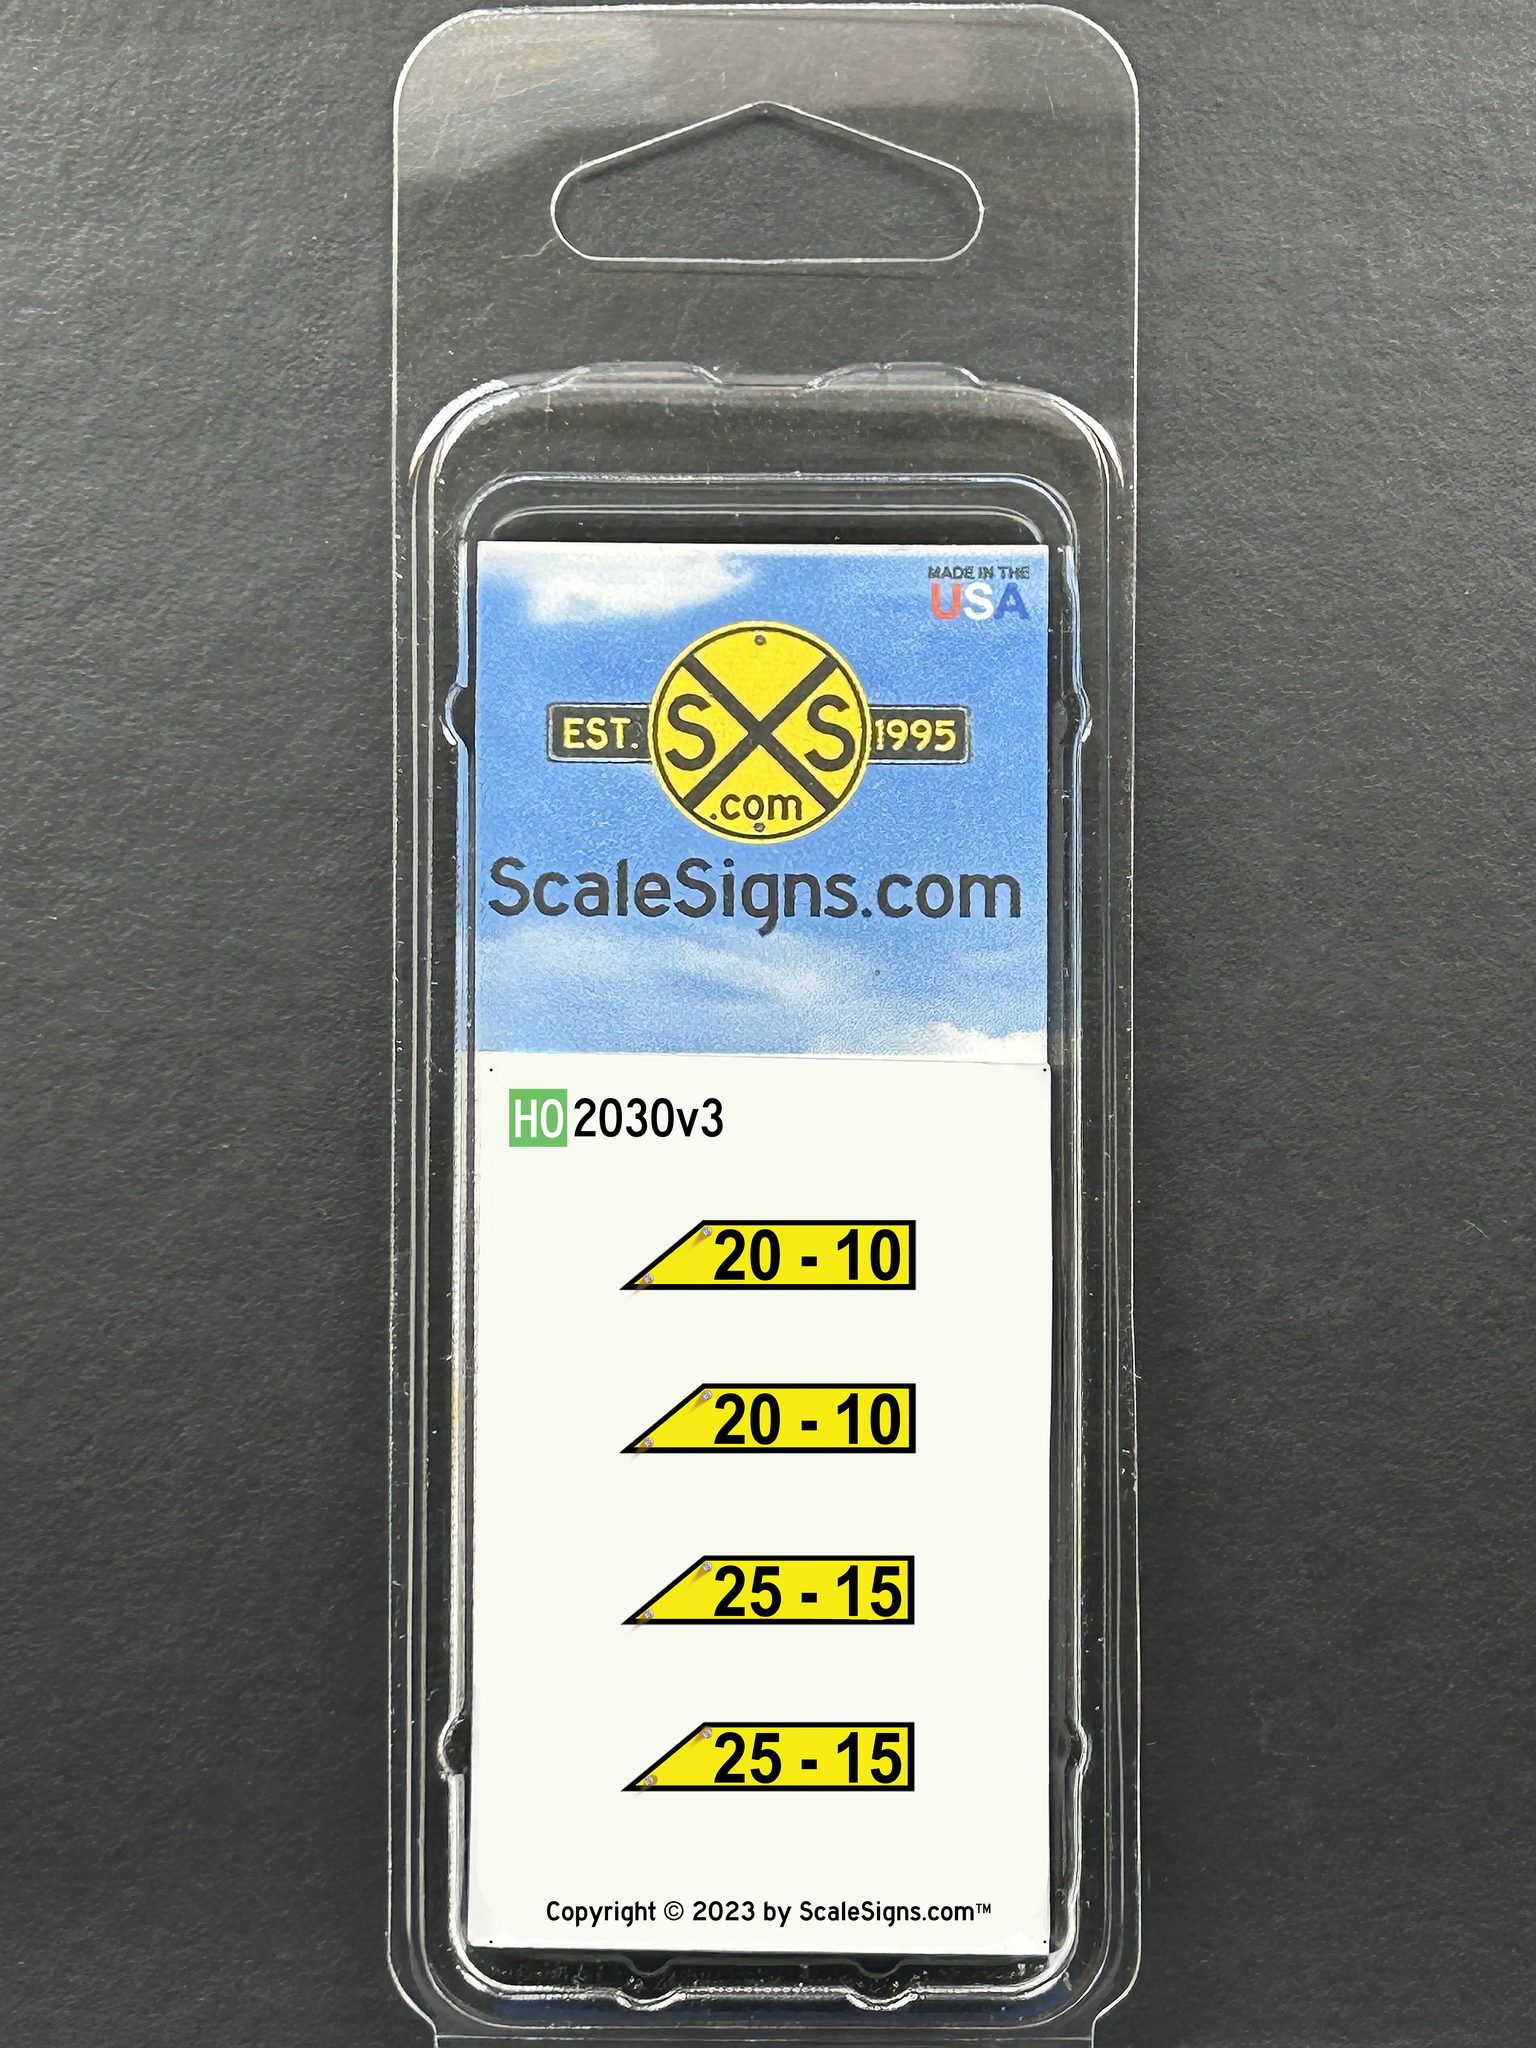 MADE IN THE
USA
EST. SXS 1995
.com
ScaleSigns.com
HO 2030v3
20 - 10
20 - 10
25 - 15
25 - 15
Copyright © 2023 by ScaleSigns.com™